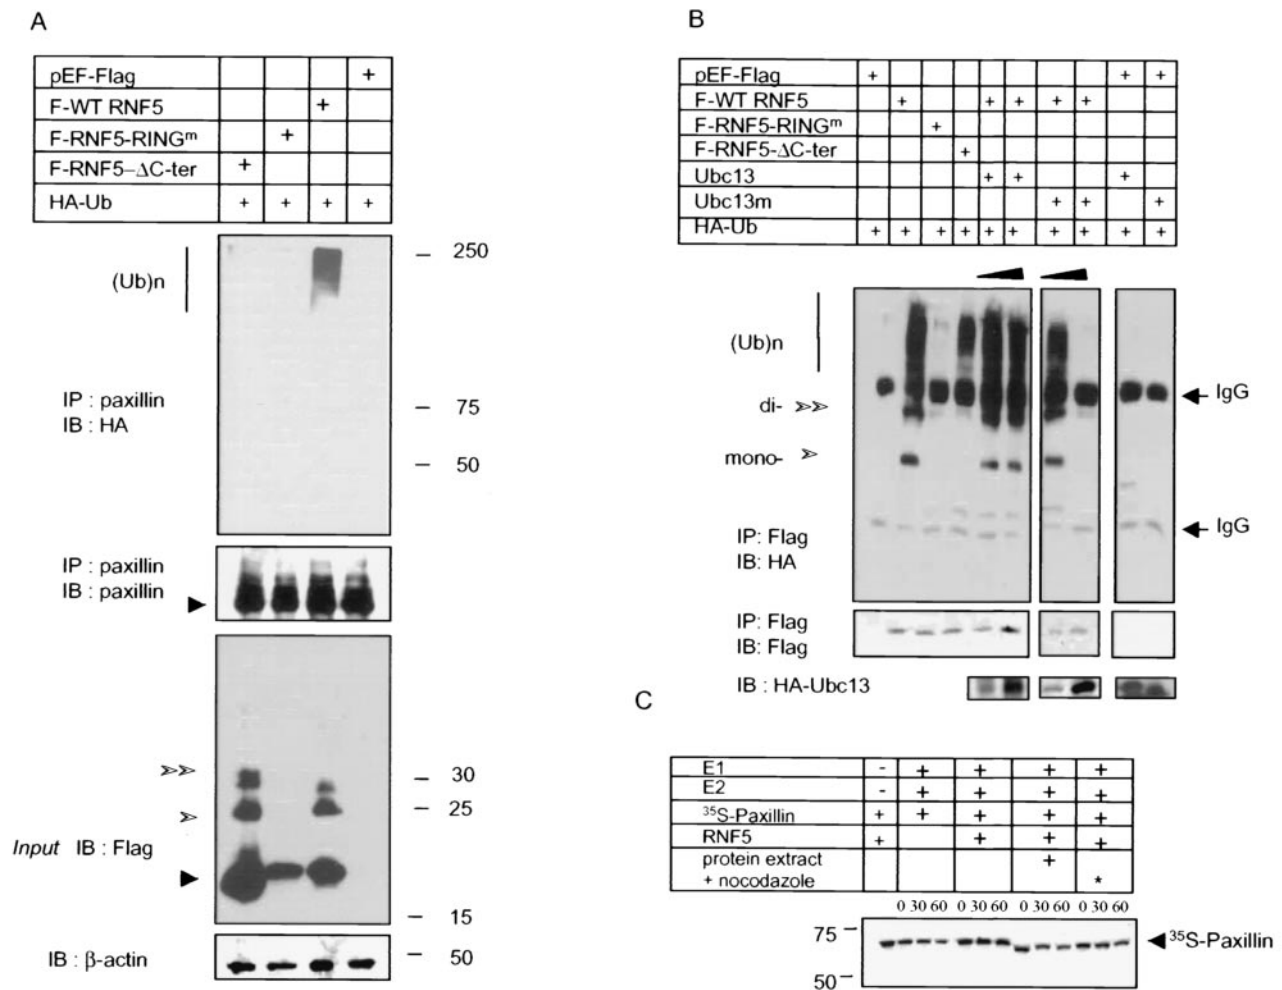 A
pEF-Flag +
F-WT RNF5 +
F-RNF5-RINGᵐ +
F-RNF5–ΔC-ter +
HA-Ub + + + +
(Ub)n
250
75
50
IP : paxillin
IB : HA
IP : paxillin
IB : paxillin
30
25
Input IB : Flag
15
IB : β-actin
50
B
pEF-Flag + + +
F-WT RNF5 + + + + +
F-RNF5-RINGᵐ +
F-RNF5-ΔC-ter +
Ubc13 + + +
Ubc13m + + +
HA-Ub + + + + + + + + + +
(Ub)n
IgG
di-
mono-
IgG
IP: Flag
IB: HA
IP: Flag
IB: Flag
IB : HA-Ubc13
C
E1 - + + + +
E2 - + + + +
³⁵S-Paxillin + + + + +
RNF5 + + + +
protein extract +
+ nocodazole *
0 30 60 0 30 60 0 30 60 0 30 60
75
³⁵S-Paxillin
50